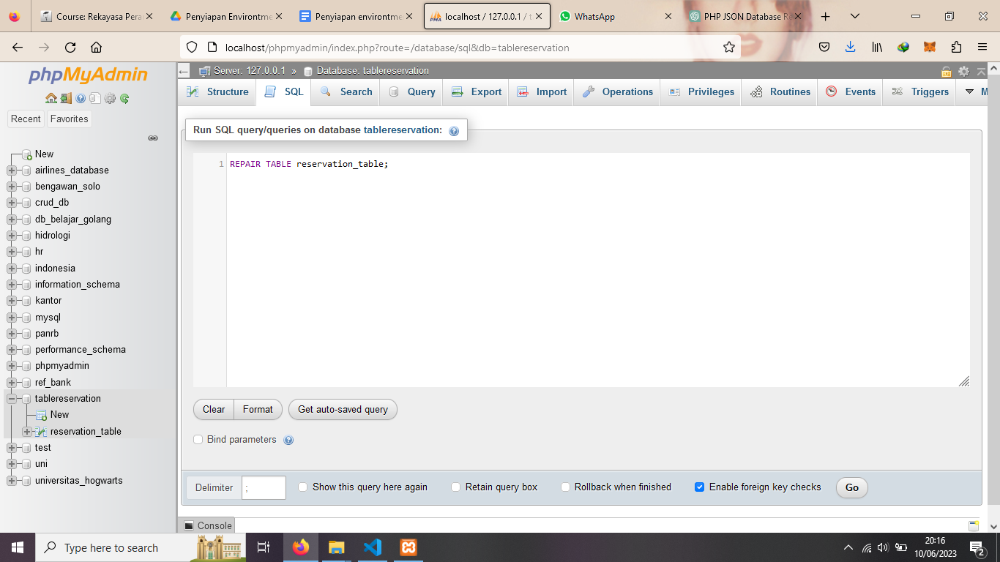 Course: Rekayasa Pera
Penyiapan Environtme
Penyiapan environtme
localhost / 127.0.0.1 / t
WhatsApp
PHP JSON Database Re
localhost/phpmyadmin/index.php?route=/database/sql&db=tablereservation
phpMyAdmin
Recent
Favorites
New
airlines_database
bengawan_solo
crud_db
db_belajar_golang
hidrologi
hr
indonesia
information_schema
kantor
mysql
panrb
performance_schema
phpmyadmin
ref_bank
tablereservation
New
reservation_table
test
uni
universitas_hogwarts
Server: 127.0.0.1 » Database: tablereservation
Structure
SQL
Search
Query
Export
Import
Operations
Privileges
Routines
Events
Triggers
M
Run SQL query/queries on database tablereservation:
1 REPAIR TABLE reservation_table;
Clear
Format
Get auto-saved query
Bind parameters
Delimiter ;
Show this query here again
Retain query box
Rollback when finished
Enable foreign key checks
Go
Console
Type here to search
20:16
10/06/2023
2